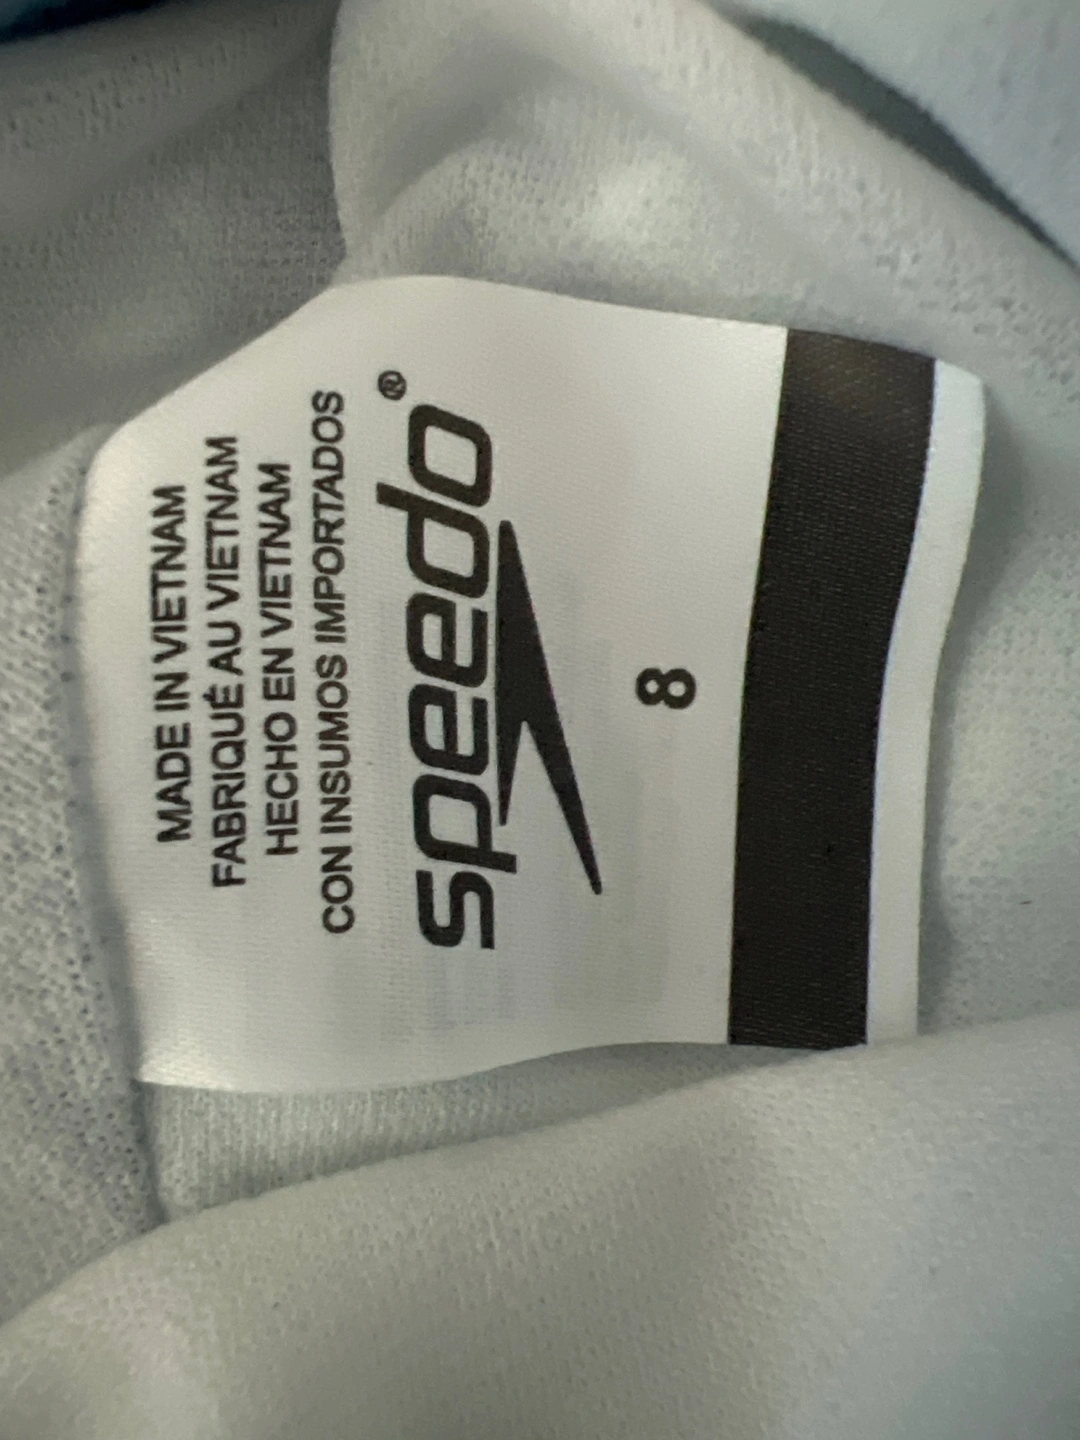 MADE IN VIETNAM
FABRIQUÉ AU VIETNAM
HECHO EN VIETNAM
CON INSUMOS IMPORTADOS
speedo®
8